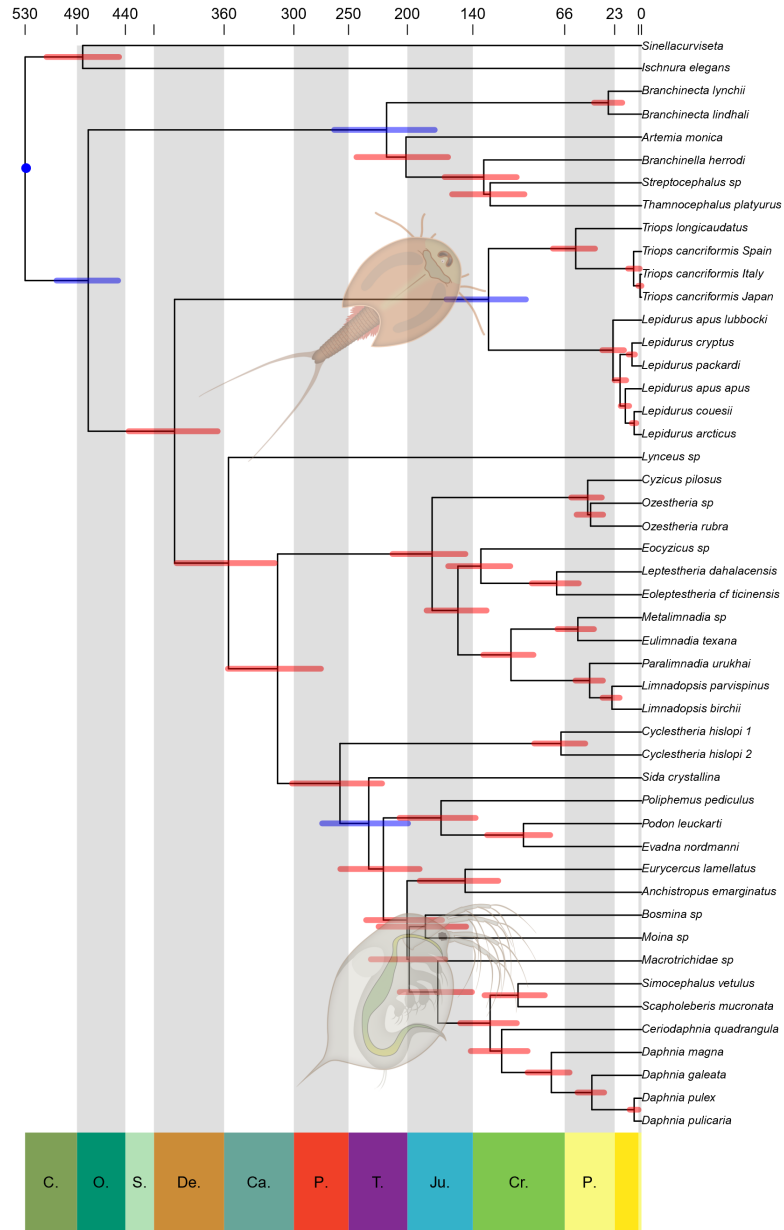 530 490 440 360 300 250 200 140 66 23 0
Sinellacurviseta
Ischnura elegans
Branchinecta lynchii
Branchinecta lindhali
Artemia monica
Branchinella herrodi
Streptocephalus sp
Thamnocephalus platyurus
Triops longicaudatus
Triops cancriformis Spain
Triops cancriformis Italy
Triops cancriformis Japan
Lepidurus apus lubbocki
Lepidurus cryptus
Lepidurus packardi
Lepidurus apus apus
Lepidurus couesii
Lepidurus arcticus
Lynceus sp
Cyzicus pilosus
Ozestheria sp
Ozestheria rubra
Eocyzicus sp
Leptestheria dahalacensis
Eoleptestheria cf ticinensis
Metalimnadia sp
Eulimnadia texana
Paralimnadia urukhai
Limnadopsis parvispinus
Limnadopsis birchii
Cyclestheria hislopi 1
Cyclestheria hislopi 2
Sida crystallina
Poliphemus pediculus
Podon leuckarti
Evadna nordmanni
Eurycercus lamellatus
Anchistropus emarginatus
Bosmina sp
Moina sp
Macrotrichidae sp
Simocephalus vetulus
Scapholeberis mucronata
Ceriodaphnia quadrangula
Daphnia magna
Daphnia galeata
Daphnia pulex
Daphnia pulicaria
C. O. S. De. Ca. P. T. Ju. Cr. P.